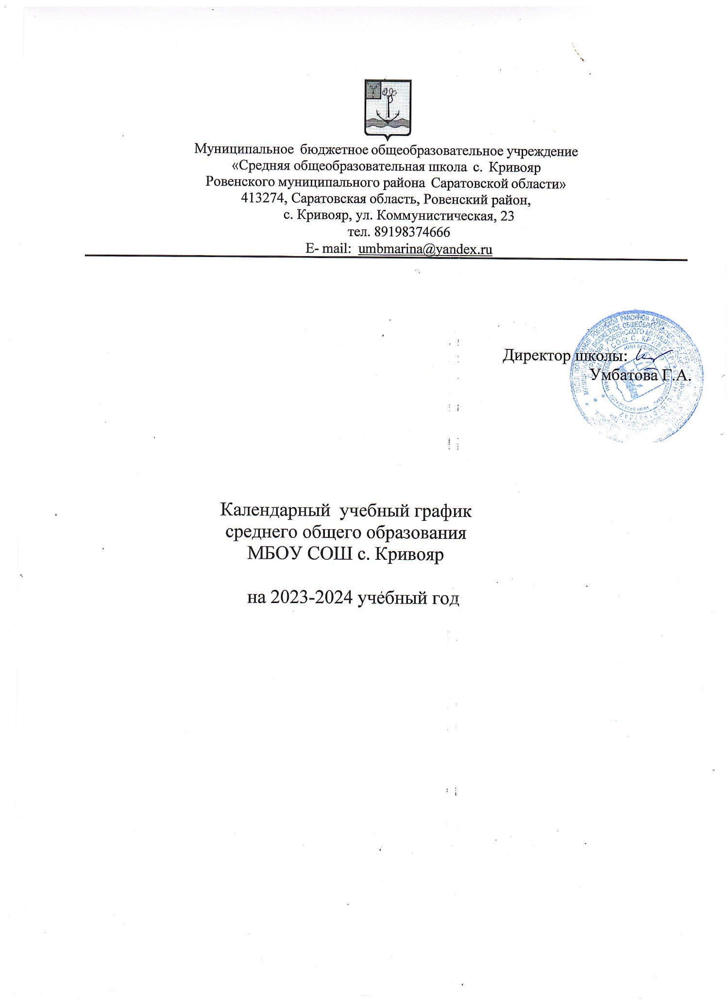 Муниципальное бюджетное общеобразовательное учреждение
«Средняя общеобразовательная школа с. Кривояр
Ровенского муниципального района Саратовской области»
413274, Саратовская область, Ровенский район,
с. Кривояр, ул. Коммунистическая, 23
тел. 89198374666
E- mail: umbmarina@yandex.ru
Директор школы:
Умбатова Г.А.
Календарный учебный график
среднего общего образования
МБОУ СОШ с. Кривояр
на 2023-2024 учебный год